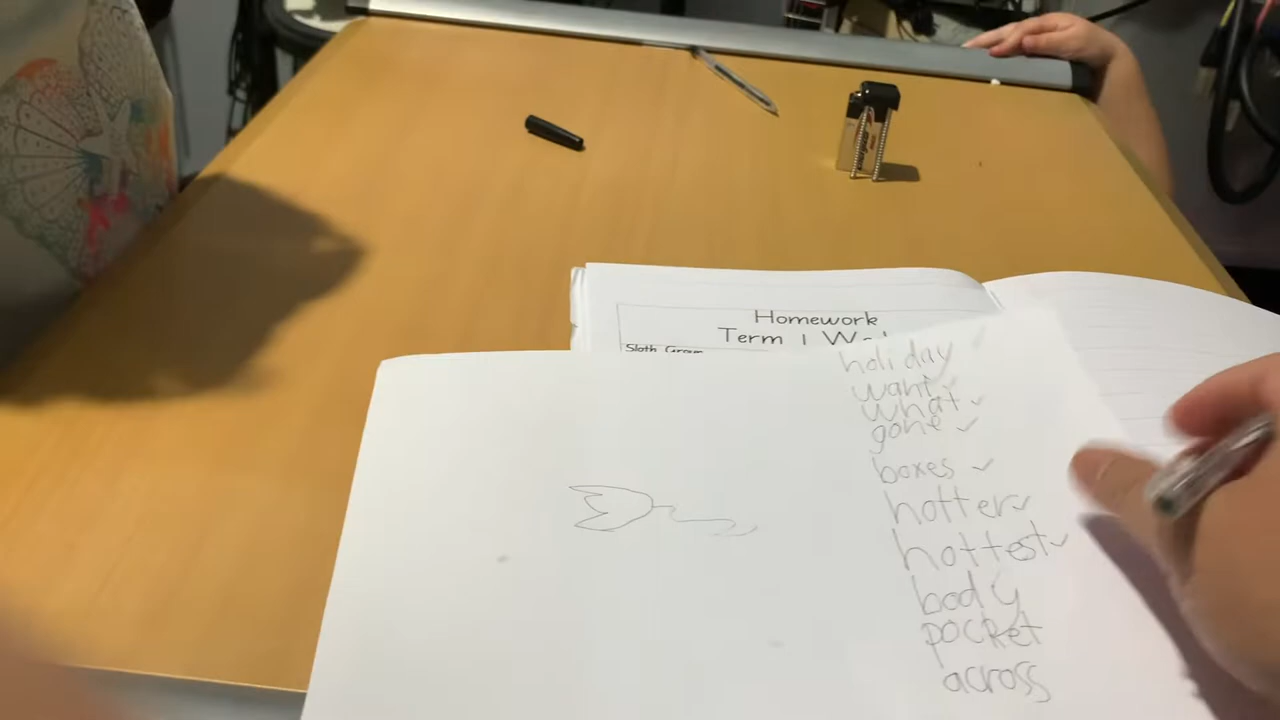 Homework
Term 1
Sloth Group
holiday
want
what
gone
boxes
hotter
hottest
body
pocket
across